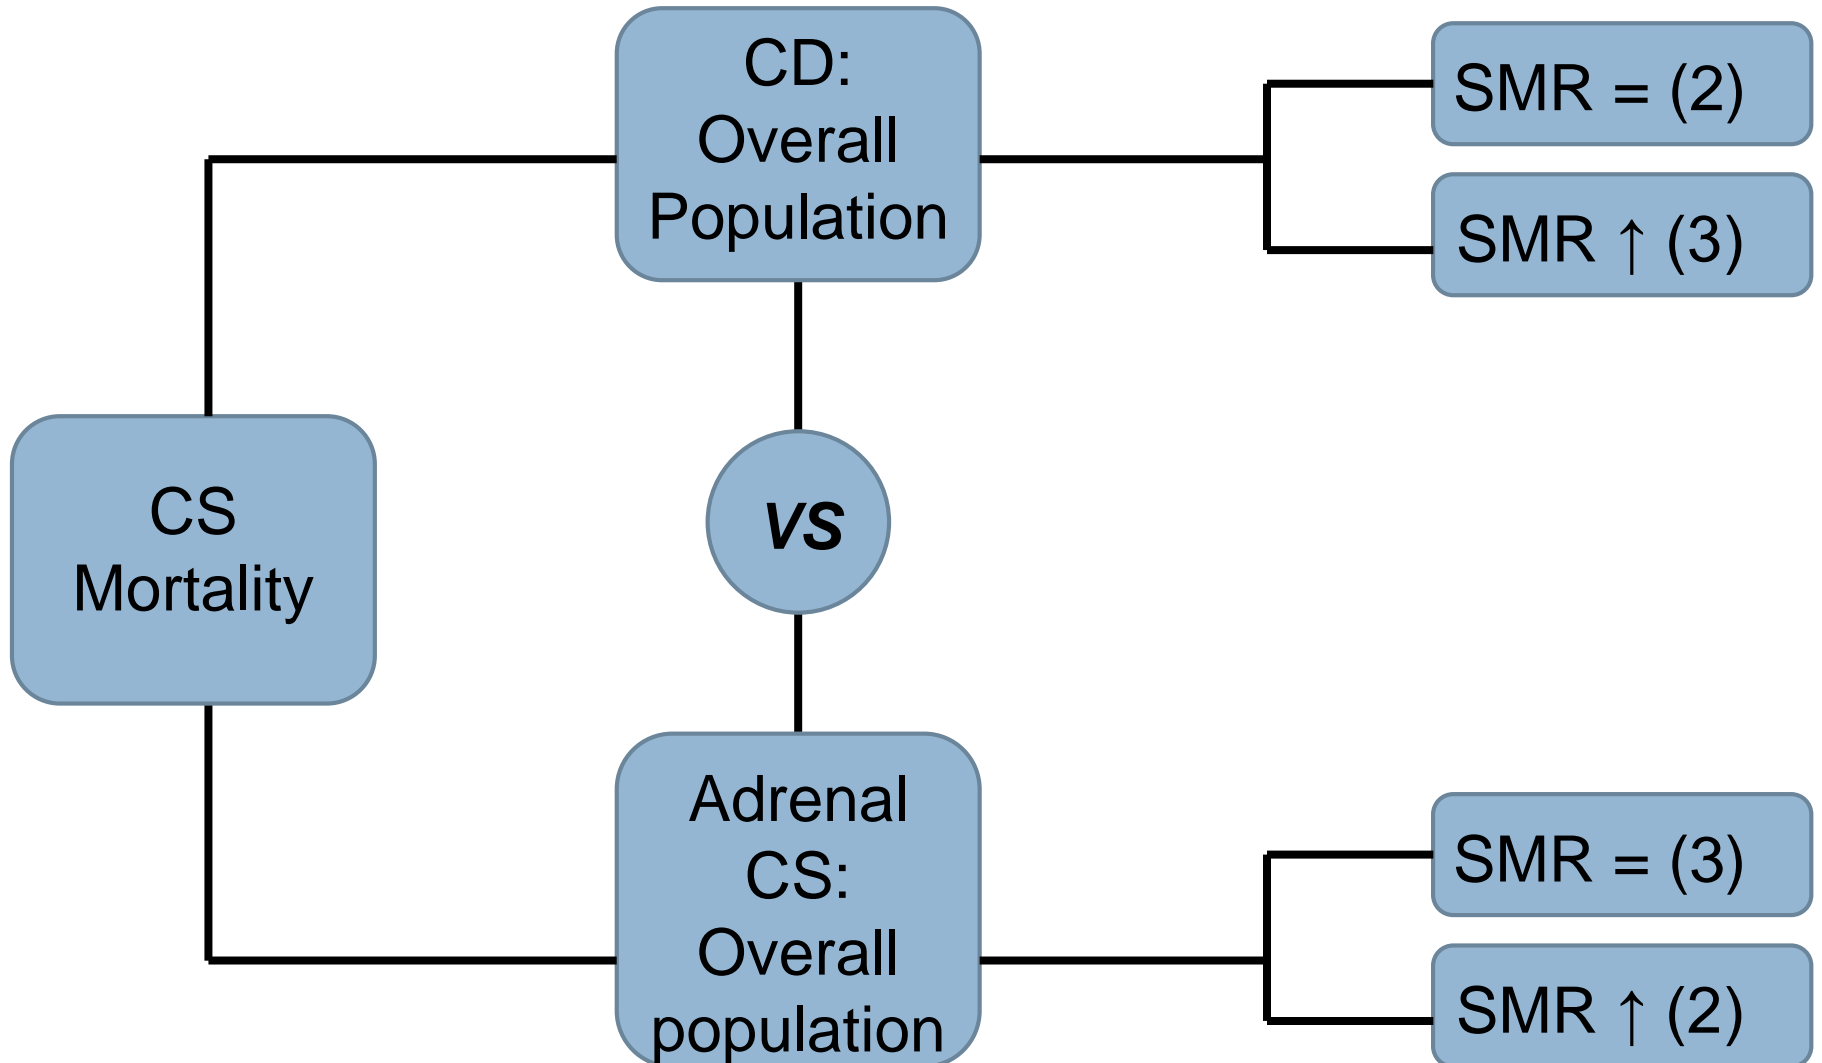 CD:
Overall
Population
SMR = (2)
SMR ↑ (3)
CS
Mortality
vs
Adrenal
CS:
Overall
population
SMR = (3)
SMR ↑ (2)